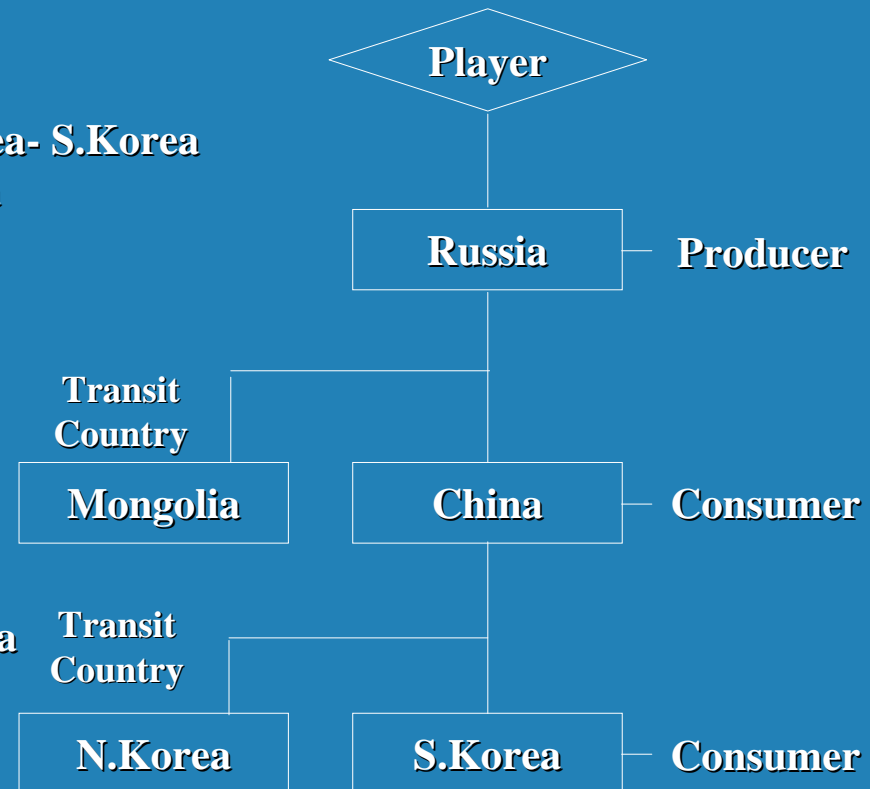 Player
ea- S.Korea
Russia
Producer
Transit
Country
Mongolia
China
Consumer
a
Transit
Country
N.Korea
S.Korea
Consumer